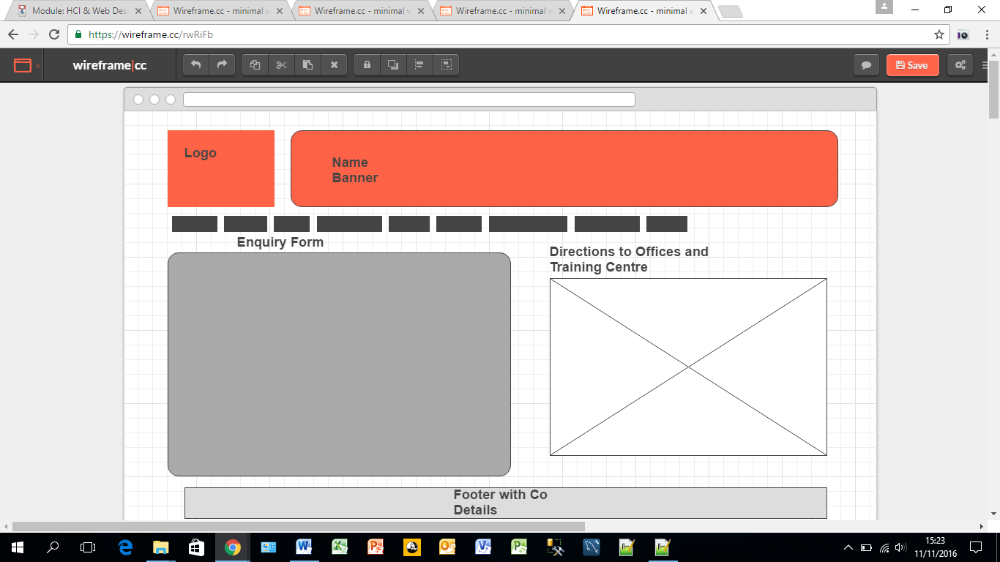 Module: HCI & Web Des
Wireframe.cc - minimal w
Wireframe.cc - minimal w
Wireframe.cc - minimal w
Wireframe.cc - minimal w
https://wireframe.cc/rwRiFb
wireframe|cc
Save
Logo
Name
Banner
Enquiry Form
Directions to Offices and
Training Centre
Footer with Co
Details
15:23
11/11/2016